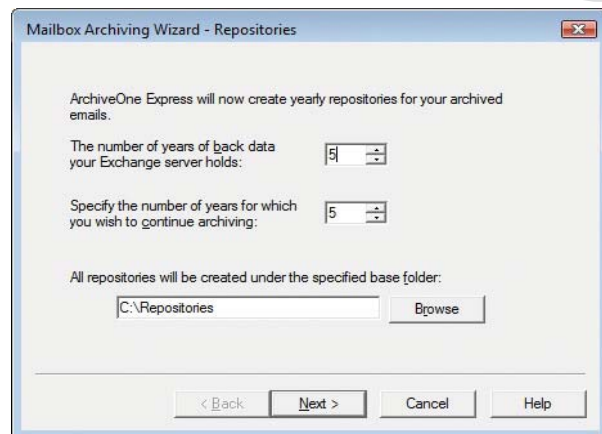 Mailbox Archiving Wizard - Repositories
ArchiveOne Express will now create yearly repositories for your archived
emails.
The number of years of back data
your Exchange server holds:
5
Specify the number of years for which
you wish to continue archiving:
5
All repositories will be created under the specified base folder:
C:\Repositories
Browse
< Back
Next >
Cancel
Help